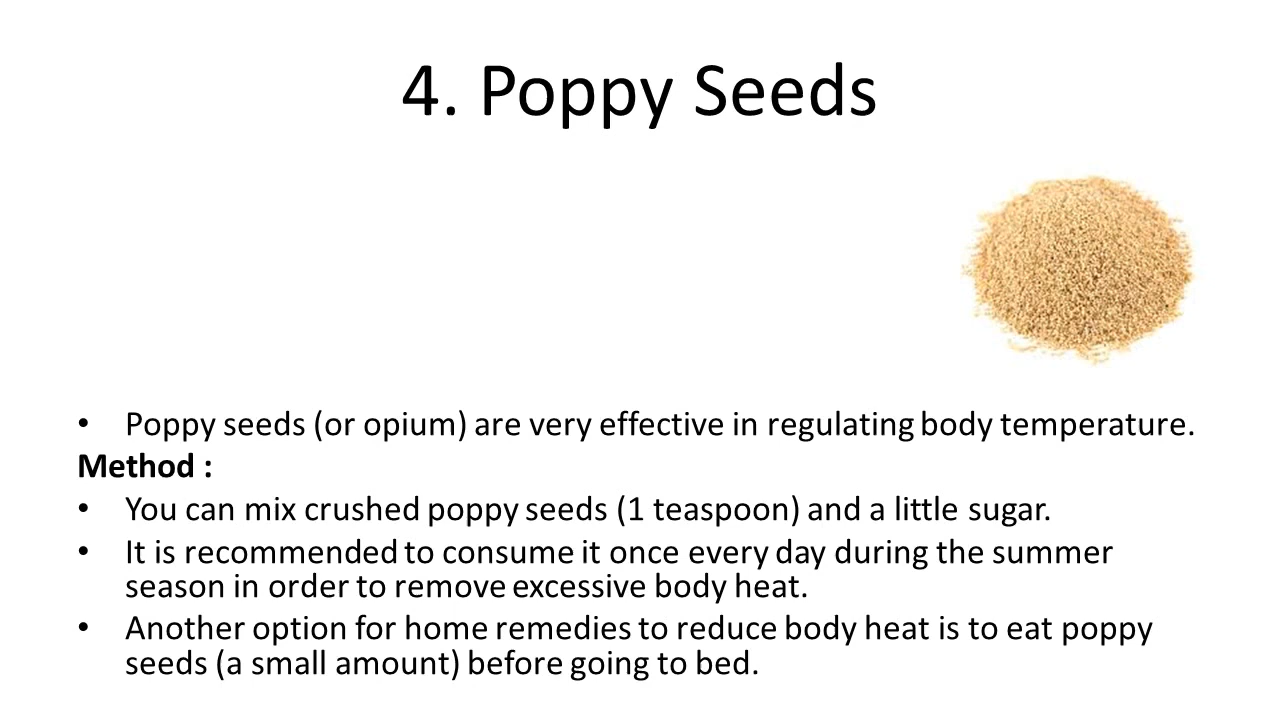 4. Poppy Seeds
• Poppy seeds (or opium) are very effective in regulating body temperature.
Method :
• You can mix crushed poppy seeds (1 teaspoon) and a little sugar.
• It is recommended to consume it once every day during the summer
season in order to remove excessive body heat.
• Another option for home remedies to reduce body heat is to eat poppy
seeds (a small amount) before going to bed.